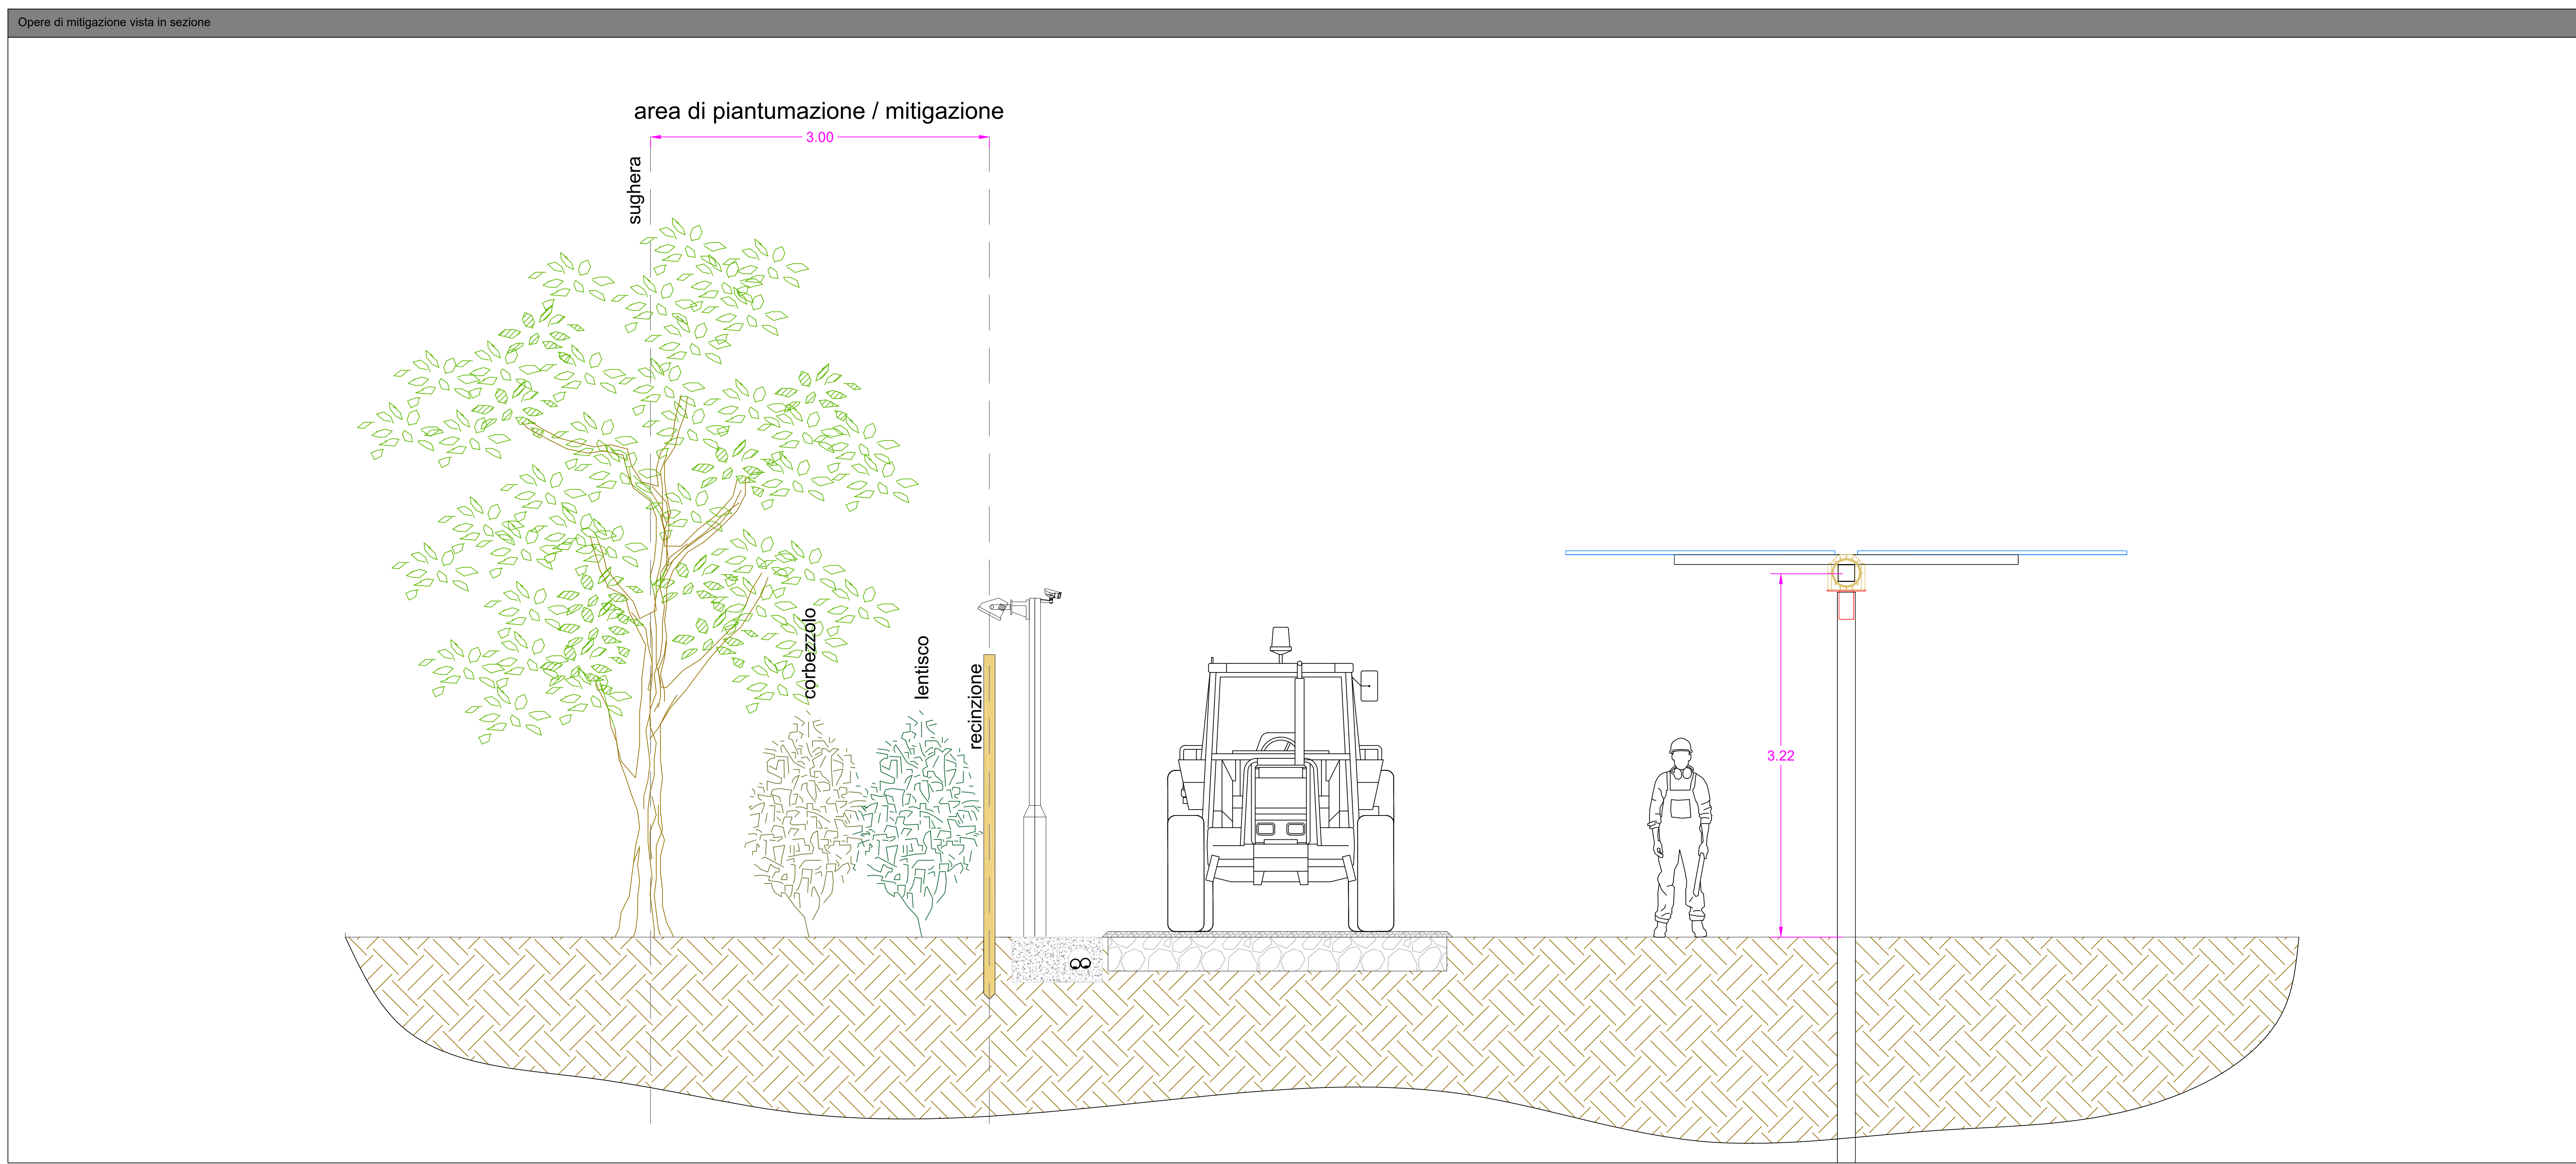 Opere di mitigazione vista in sezione
area di piantumazione / mitigazione
3.00
sughera
corbezzolo
lentisco
recinzione
3.22